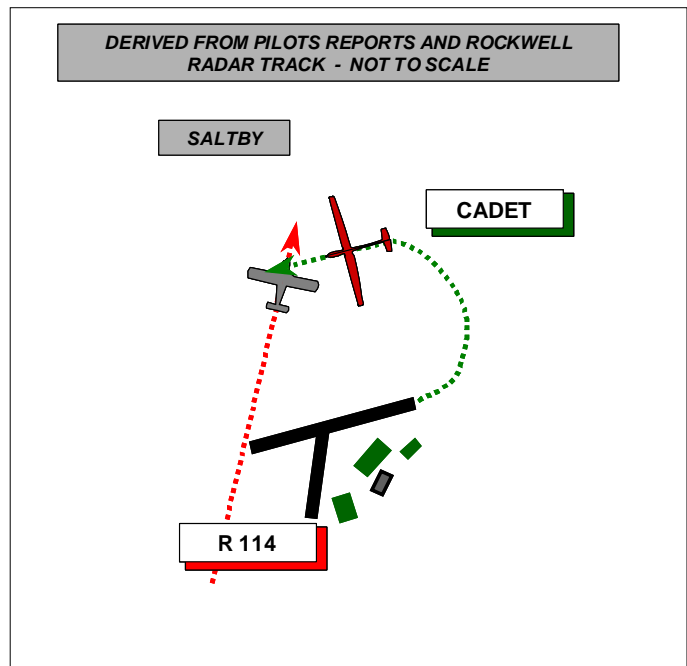 DERIVED FROM PILOTS REPORTS AND ROCKWELL
RADAR TRACK - NOT TO SCALE
SALTBY
CADET
R 114